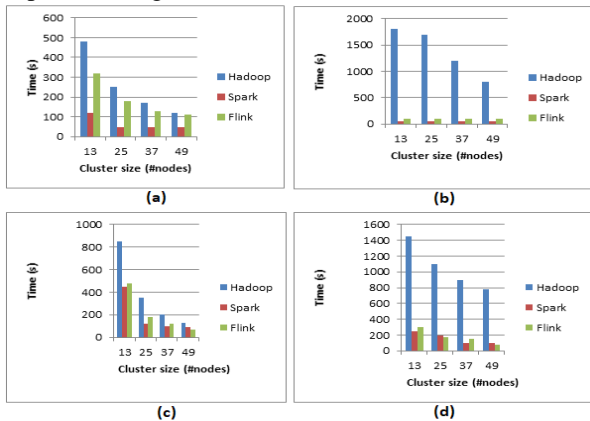 600
500
400
300
200
100
0
Time (s)
13 25 37 49
Cluster size (#nodes)
Hadoop
Spark
Flink
(a)
2000
1500
1000
500
0
Time (s)
13 25 37 49
Cluster size (#nodes)
Hadoop
Spark
Flink
(b)
1000
800
600
400
200
0
Time (s)
13 25 37 49
Cluster size (#nodes)
Hadoop
Spark
Flink
(c)
1600
1400
1200
1000
800
600
400
200
0
Time (s)
13 25 37 49
Cluster size (#nodes)
Hadoop
Spark
Flink
(d)